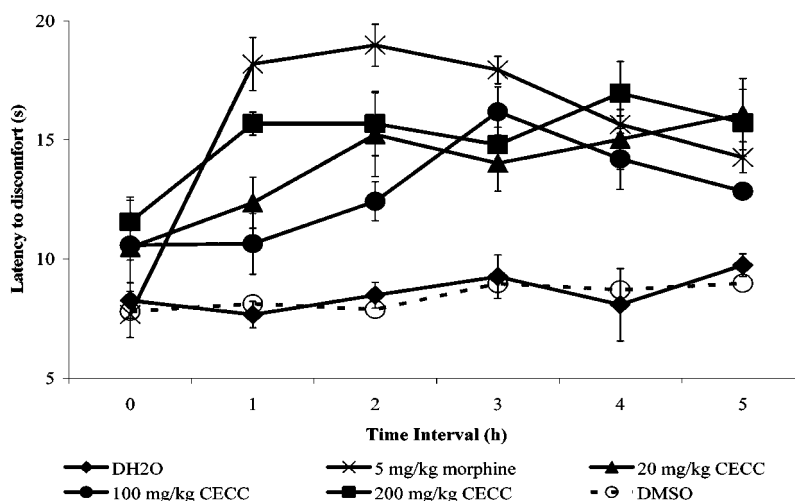 20
15
10
5
Latency to discomfort (s)
0 1 2 3 4 5
Time Interval (h)
DH2O 5 mg/kg morphine 20 mg/kg CECC
100 mg/kg CECC 200 mg/kg CECC DMSO